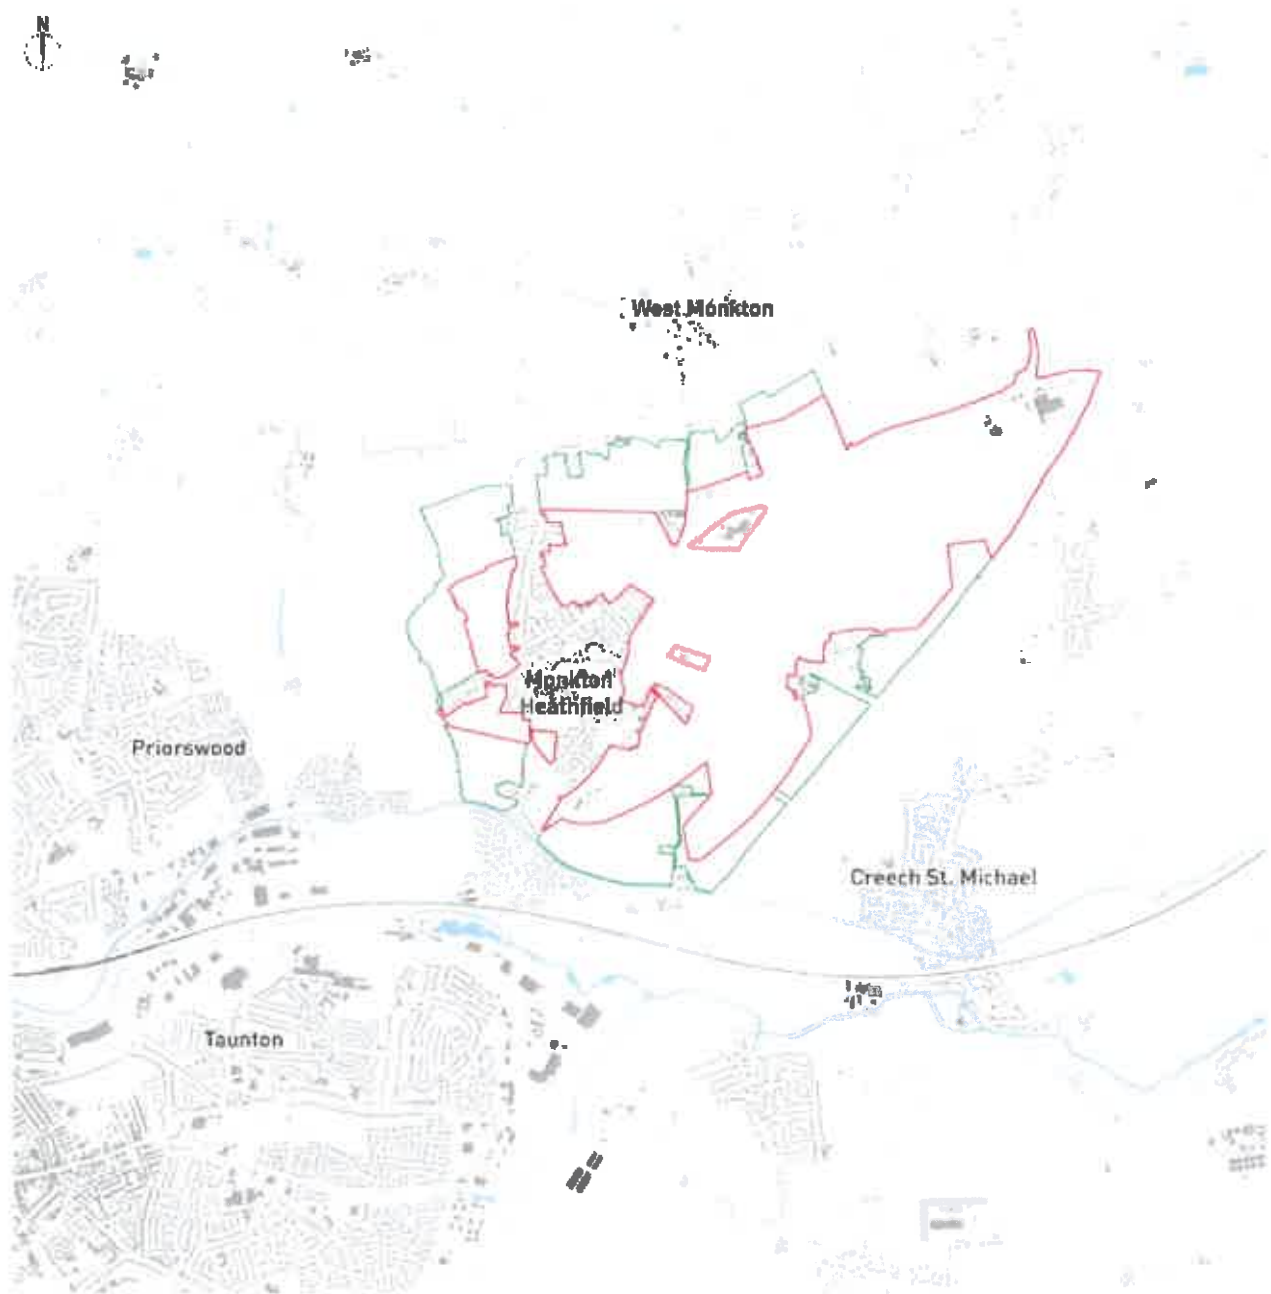 N
West Monkton
Monkton
Heathfield
Priorswood
Creech St. Michael
Taunton